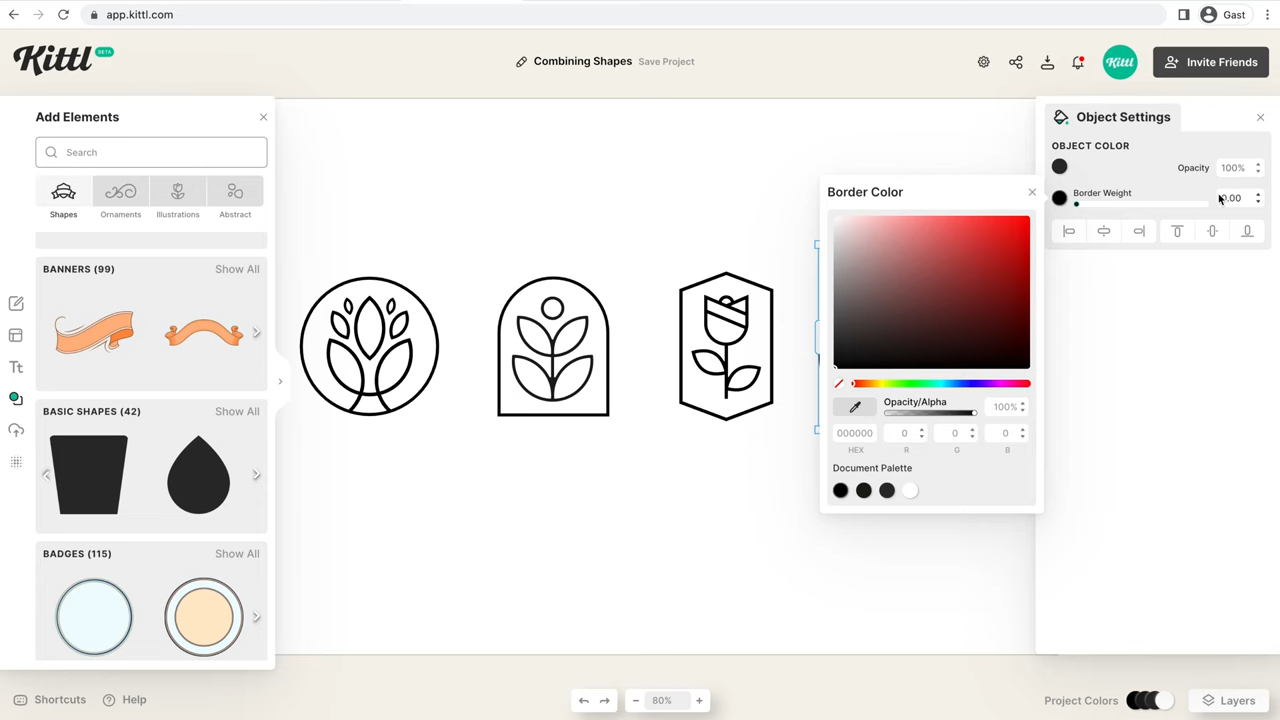 app.kittl.com
Gast
Kittl BETA
Combining Shapes Save Project
Kittl
Invite Friends
Add Elements
Search
Shapes Ornaments Illustrations Abstract
BANNERS (99) Show All
BASIC SHAPES (42) Show All
BADGES (115) Show All
Object Settings
OBJECT COLOR
Opacity 100%
Border Weight
Border Color
Opacity/Alpha 100%
000000 0 0 0
HEX R G B
Document Palette
Shortcuts Help
80%
Project Colors
Layers